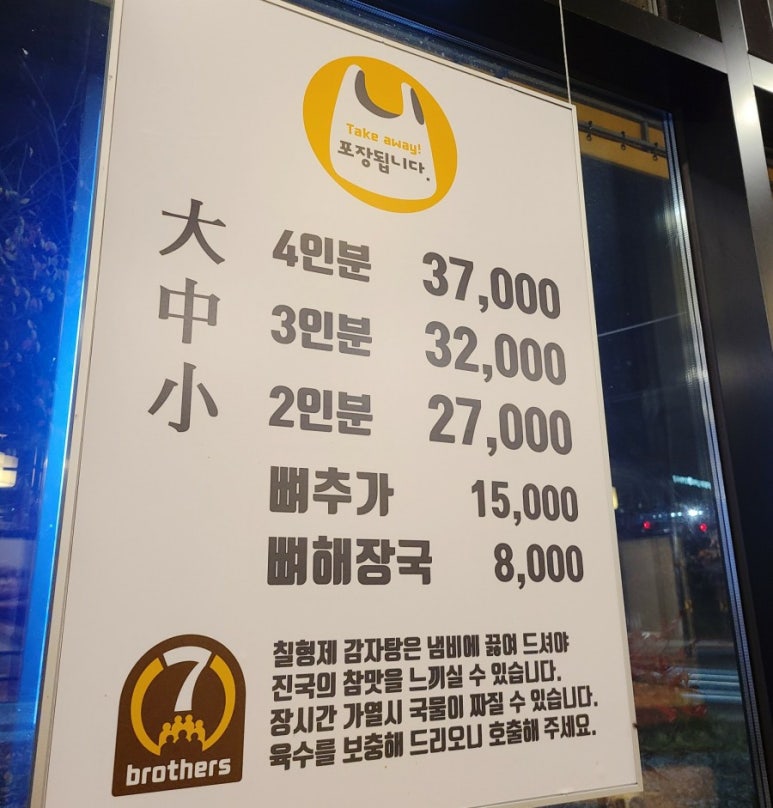 Take away!
포장됩니다.
大 4인분 37,000
中 3인분 32,000
小 2인분 27,000
뼈추가 15,000
뼈해장국 8,000
칠형제 감자탕은 냄비에 끓여 드셔야
진국의 참맛을 느끼실 수 있습니다.
장시간 가열시 국물이 짜질 수 있습니다.
육수를 보충해 드리오니 호출해 주세요.
7
brothers